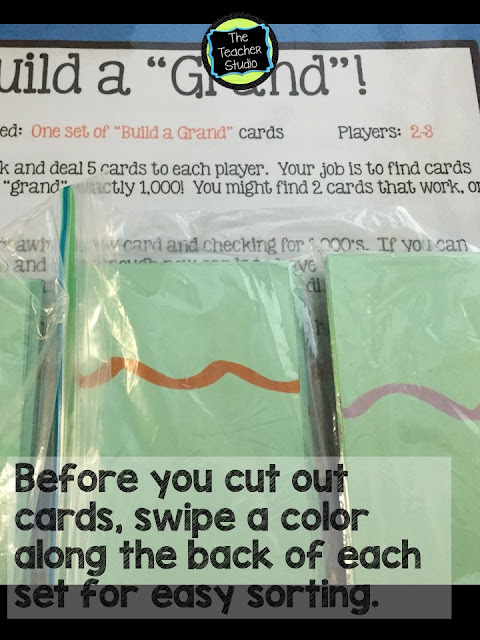 The
Teacher
Studio
uild a "Grand"!
ed: One set of "Build a Grand" cards Players: 2-3
k and deal 5 cards to each player. Your job is to find cards
"grand" exactly 1,000! You might find 2 cards that work, or
card and checking for 1,000's. If you can
Before you cut out
cards, swipe a color
along the back of each
set for easy sorting.